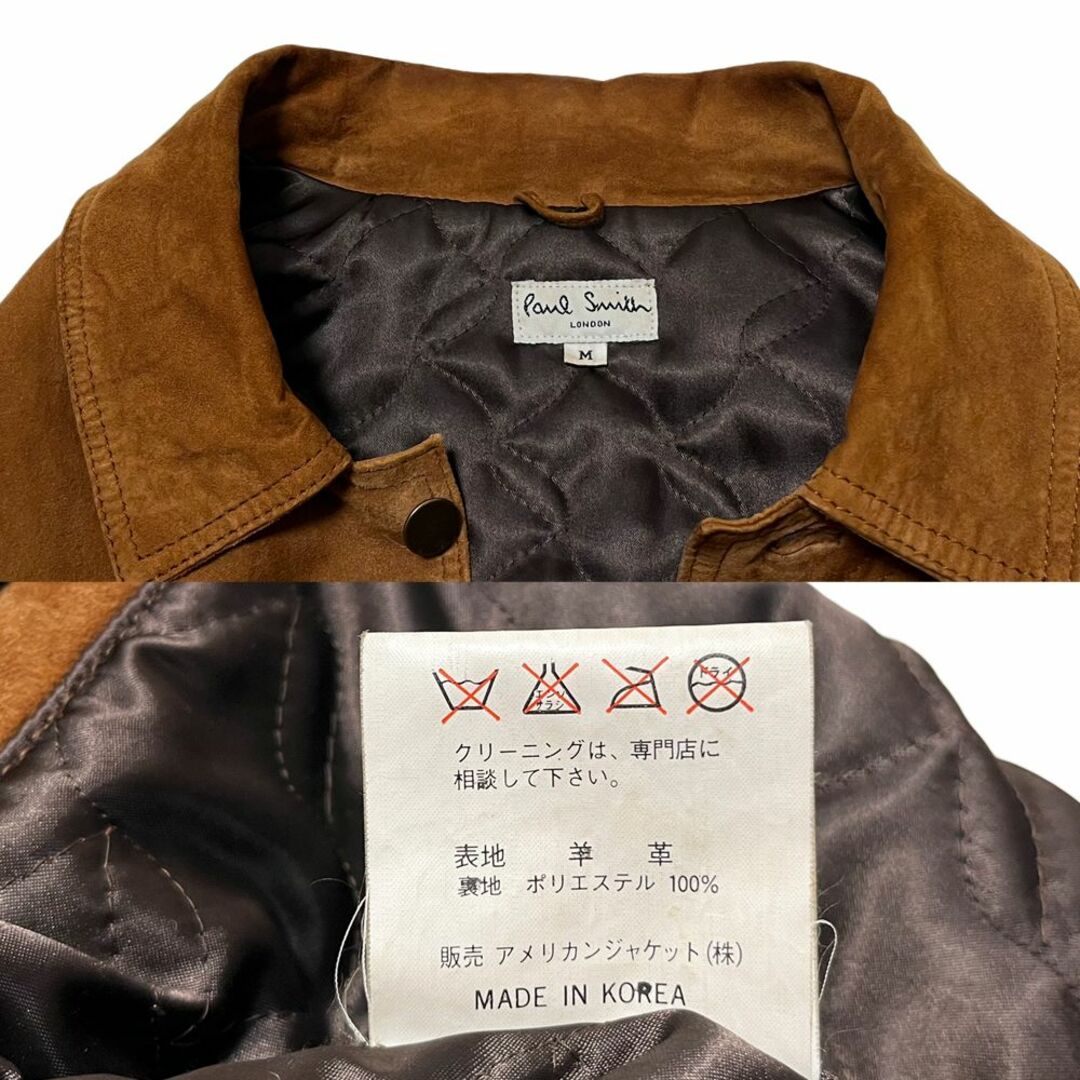 Paul Smith
LONDON
M
エンソ
サラシ
ドライ
クリーニングは、専門店に
相談して下さい。
表地 羊 革
裏地 ポリエステル 100%
販売 アメリカンジャケット(株)
MADE IN KOREA